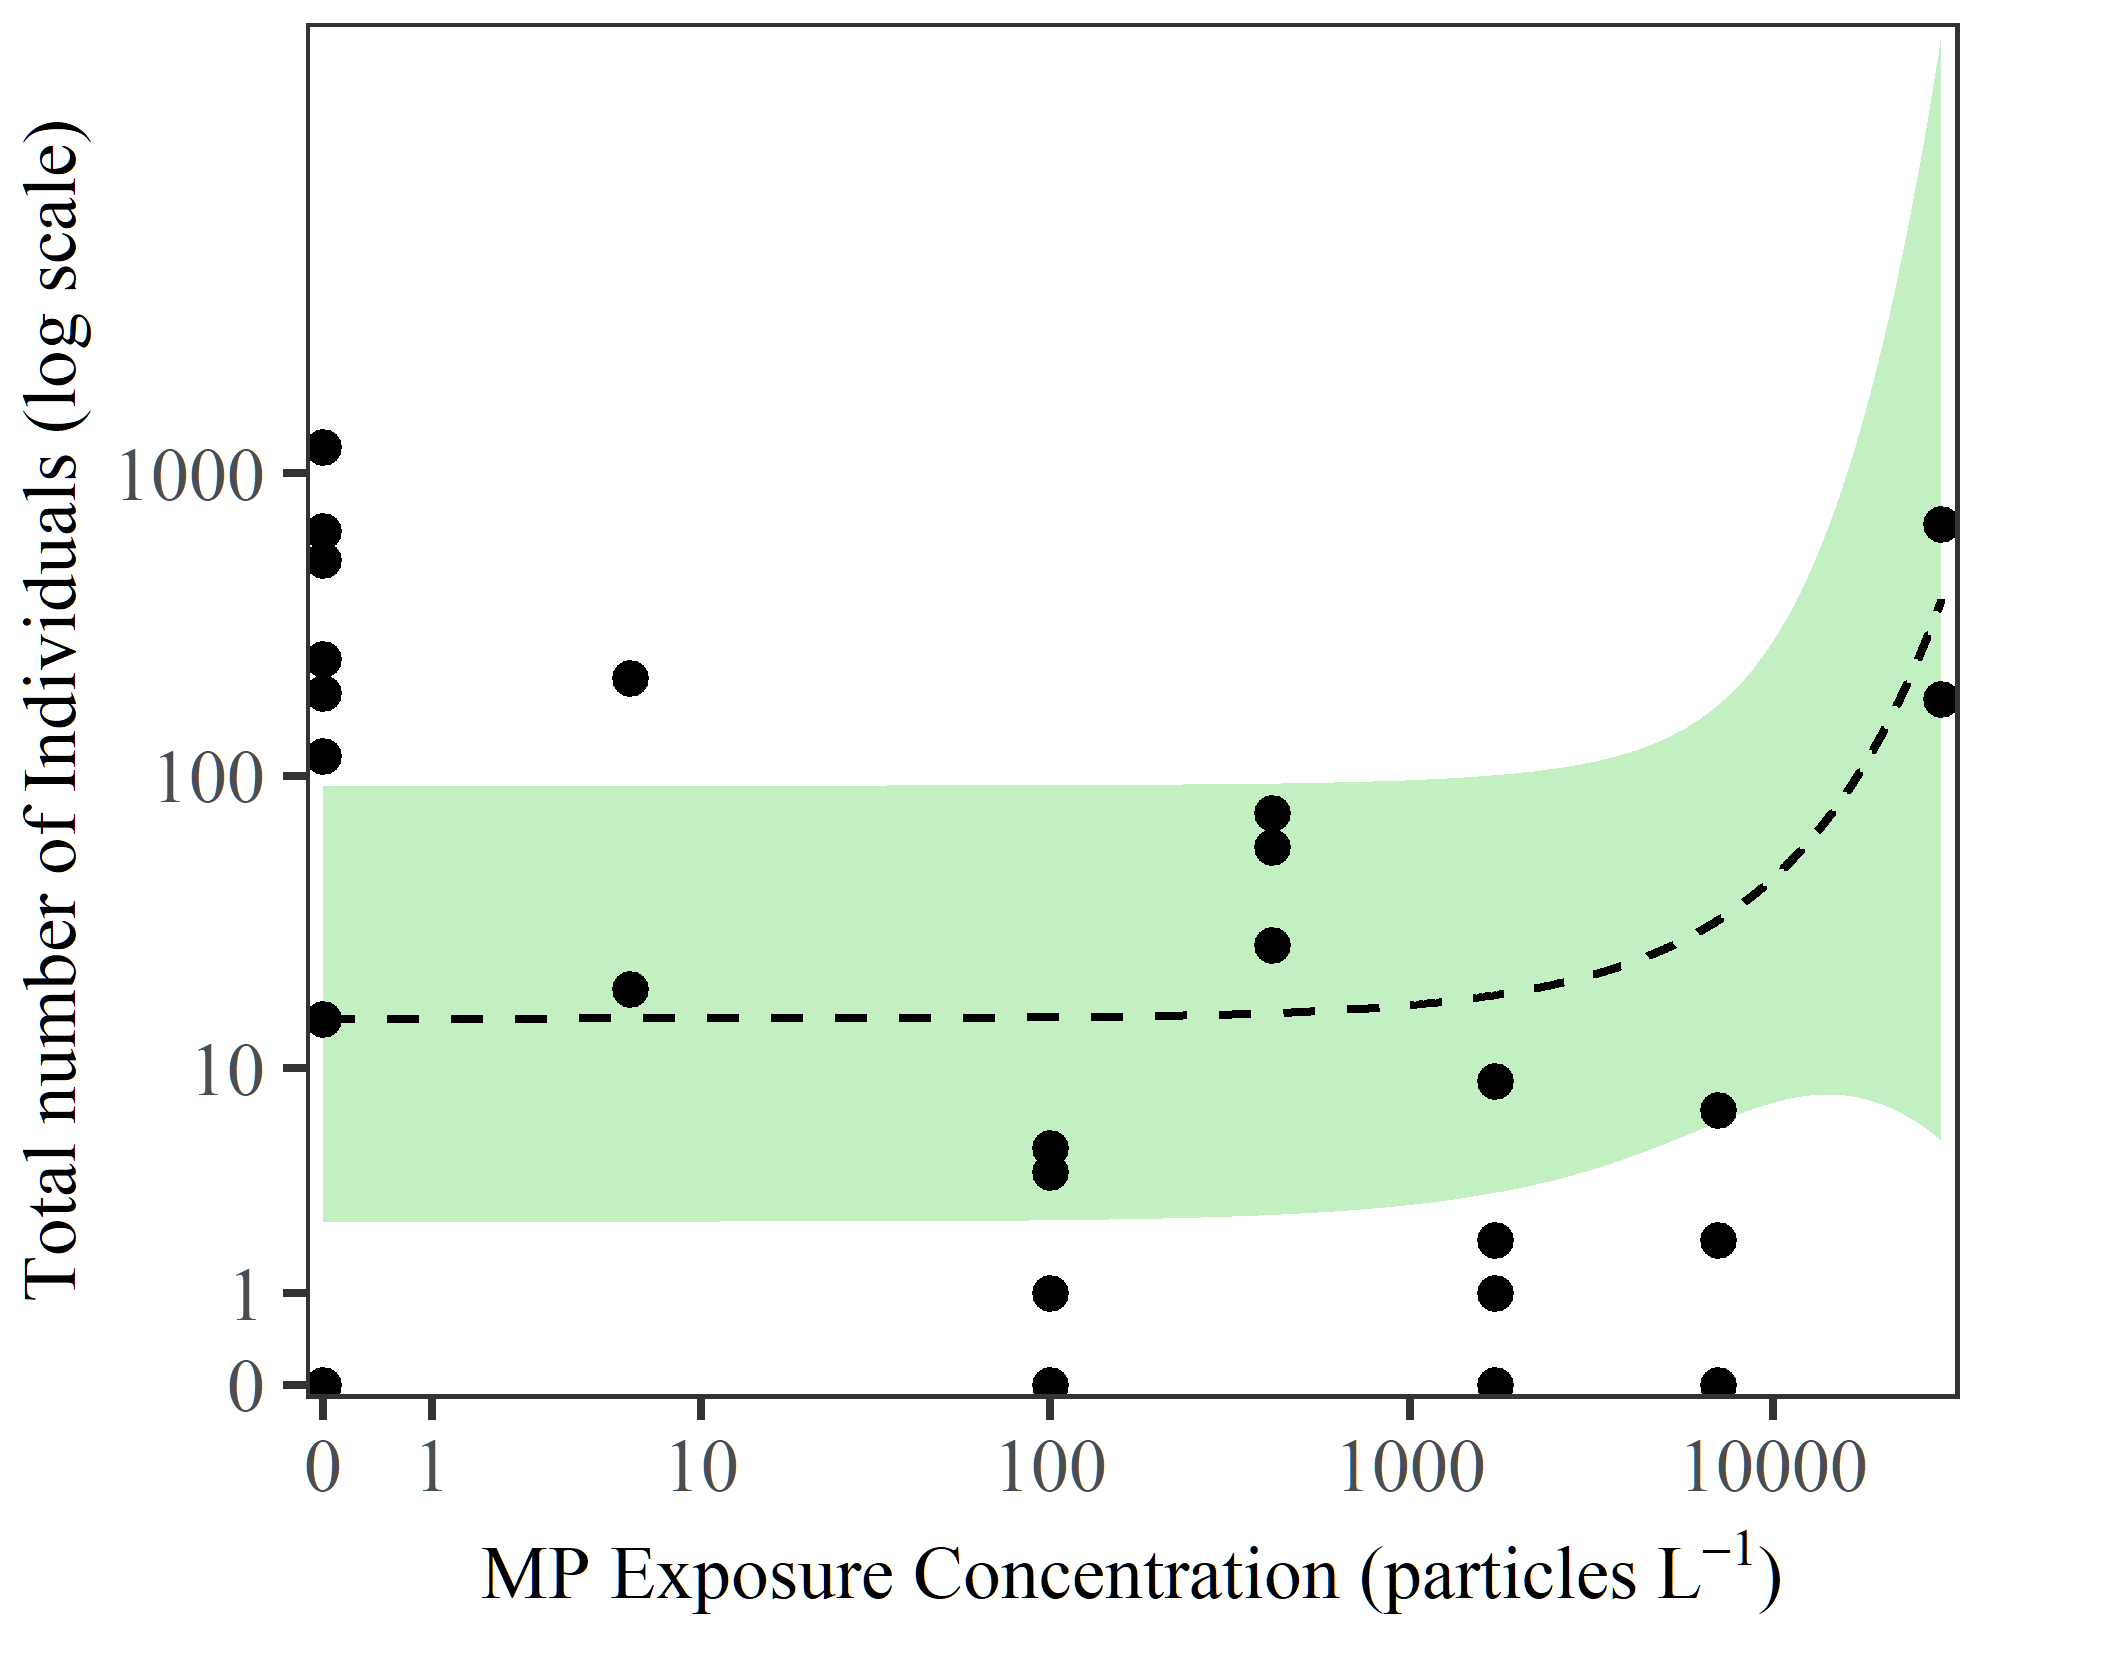 Total number of Individuals (log scale)
1000
100
10
1
0
0 1 10 100 1000 10000
MP Exposure Concentration (particles L⁻¹)